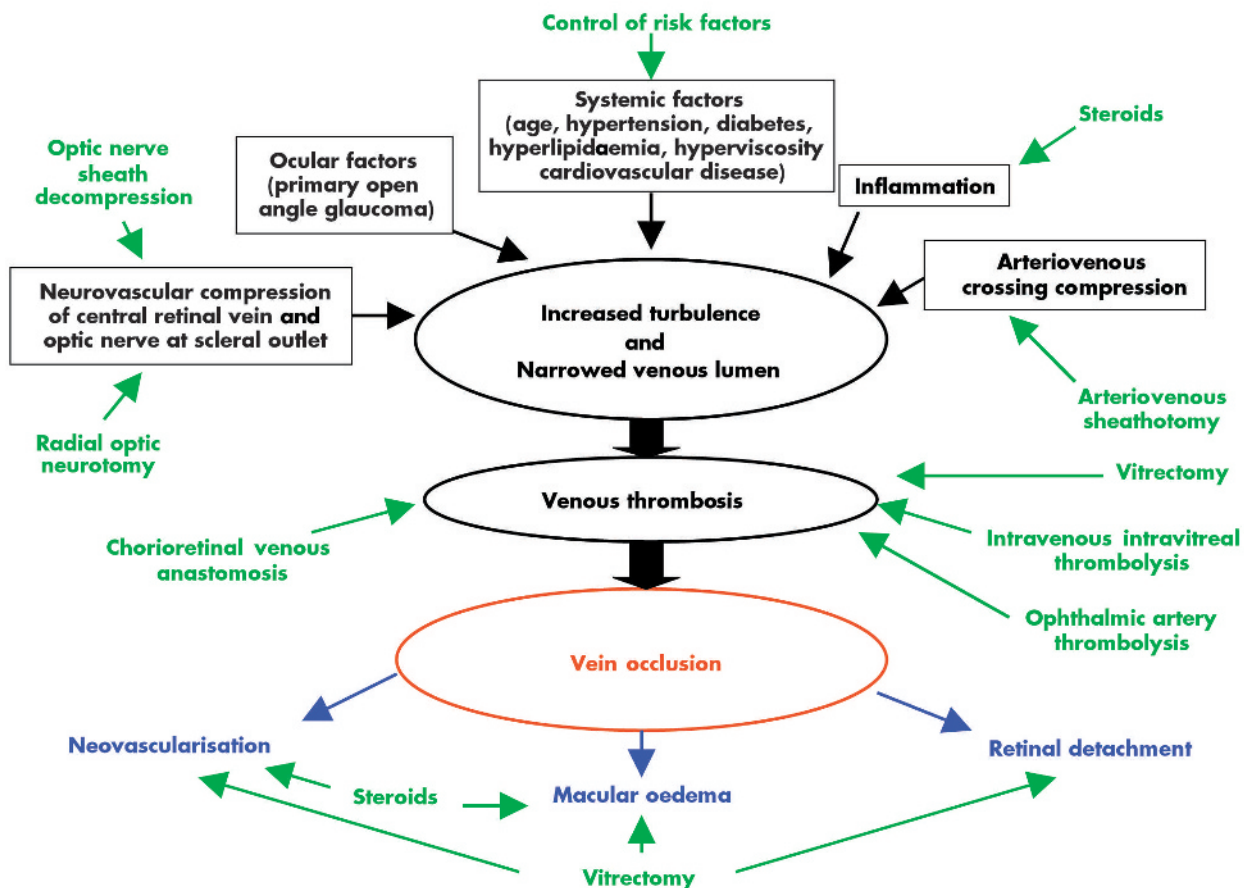 Control of risk factors
Systemic factors
(age, hypertension, diabetes,
hyperlipidaemia, hyperviscosity
cardiovascular disease)
Steroids
Optic nerve
sheath
decompression
Ocular factors
(primary open
angle glaucoma)
Inflammation
Neurovascular compression
of central retinal vein and
optic nerve at scleral outlet
Increased turbulence
and
Narrowed venous lumen
Arteriovenous
crossing compression
Radial optic
neurotomy
Arteriovenous
sheathotomy
Venous thrombosis
Vitrectomy
Chorioretinal venous
anastomosis
Intravenous intravitreal
thrombolysis
Ophthalmic artery
thrombolysis
Vein occlusion
Neovascularisation
Retinal detachment
Steroids
Macular oedema
Vitrectomy